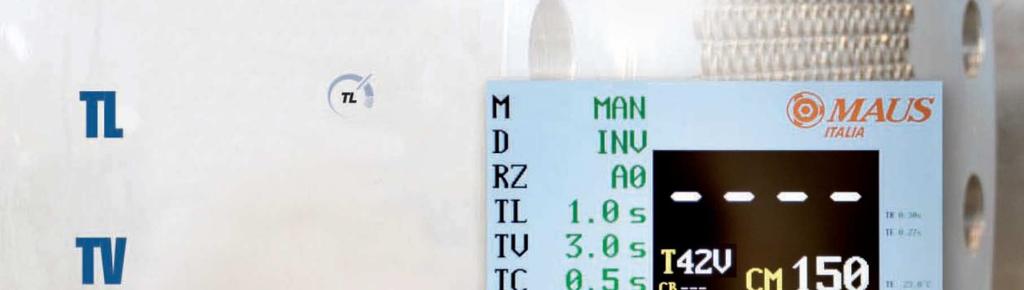 TL
TL
TV
M MAN
D INV
RZ A0
TL 1.0 s
TV 3.0 s
TC 0.5 s
MAUS
ITALIA
- - - -
T42V
CB ---
CM 150